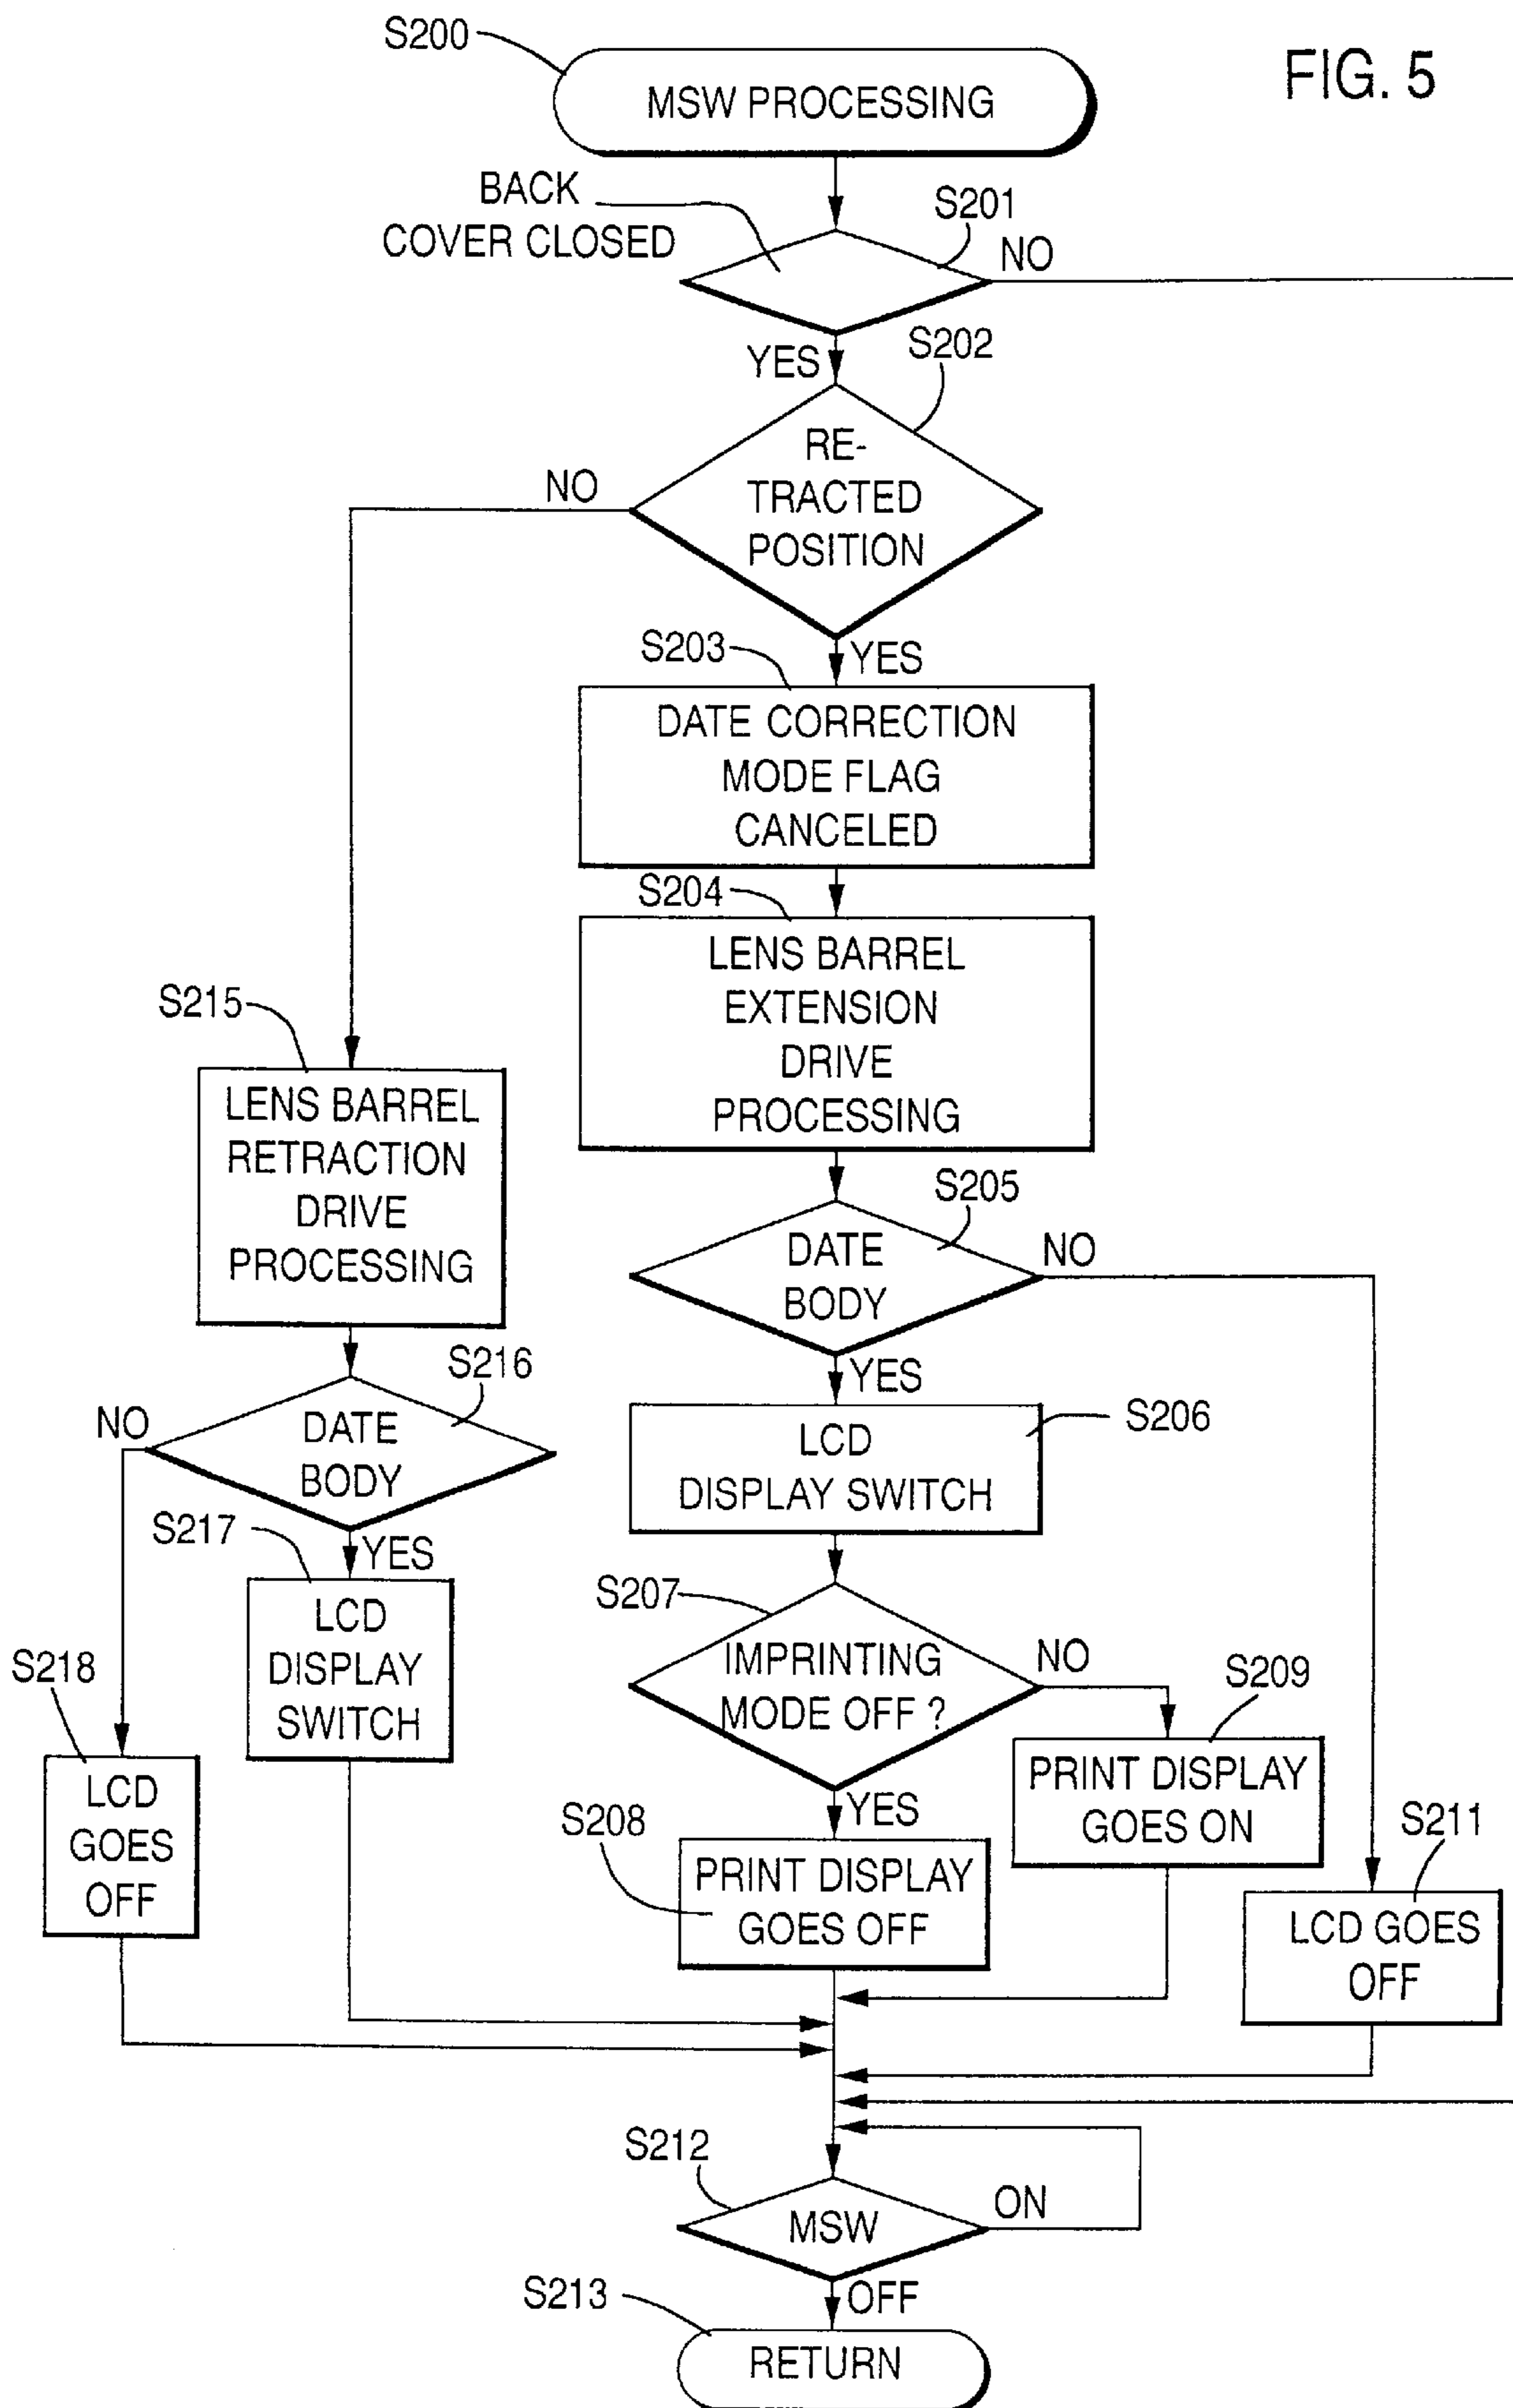 FIG. 5
S200
MSW PROCESSING
BACK
COVER CLOSED
S201
NO
YES
S202
RE-
TRACTED
POSITION
NO
YES
S203
DATE CORRECTION
MODE FLAG
CANCELED
S204
LENS BARREL
EXTENSION
DRIVE
PROCESSING
S215
LENS BARREL
RETRACTION
DRIVE
PROCESSING
S205
DATE
BODY
NO
YES
S216
DATE
BODY
NO
YES
S206
LCD
DISPLAY SWITCH
S217
LCD
DISPLAY
SWITCH
S207
IMPRINTING
MODE OFF ?
NO
YES
S218
LCD
GOES
OFF
S209
PRINT DISPLAY
GOES ON
S208
PRINT DISPLAY
GOES OFF
S211
LCD GOES
OFF
S212
MSW
ON
OFF
S213
RETURN